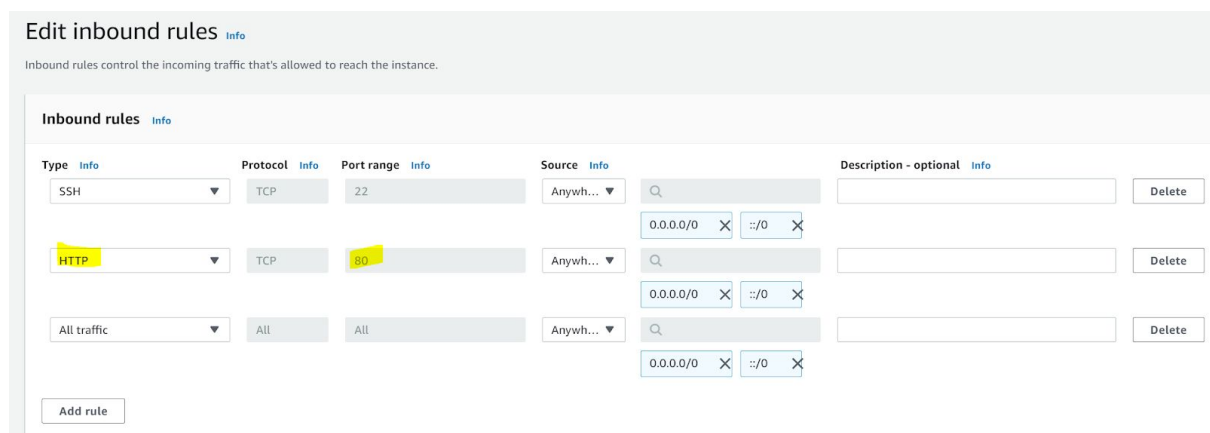 Edit inbound rules Info
Inbound rules control the incoming traffic that's allowed to reach the instance.
Inbound rules Info
Type Info Protocol Info Port range Info Source Info Description - optional Info
SSH TCP 22 Anywh... Delete
0.0.0.0/0 ::/0
HTTP TCP 80 Anywh... Delete
0.0.0.0/0 ::/0
All traffic All All Anywh... Delete
0.0.0.0/0 ::/0
Add rule